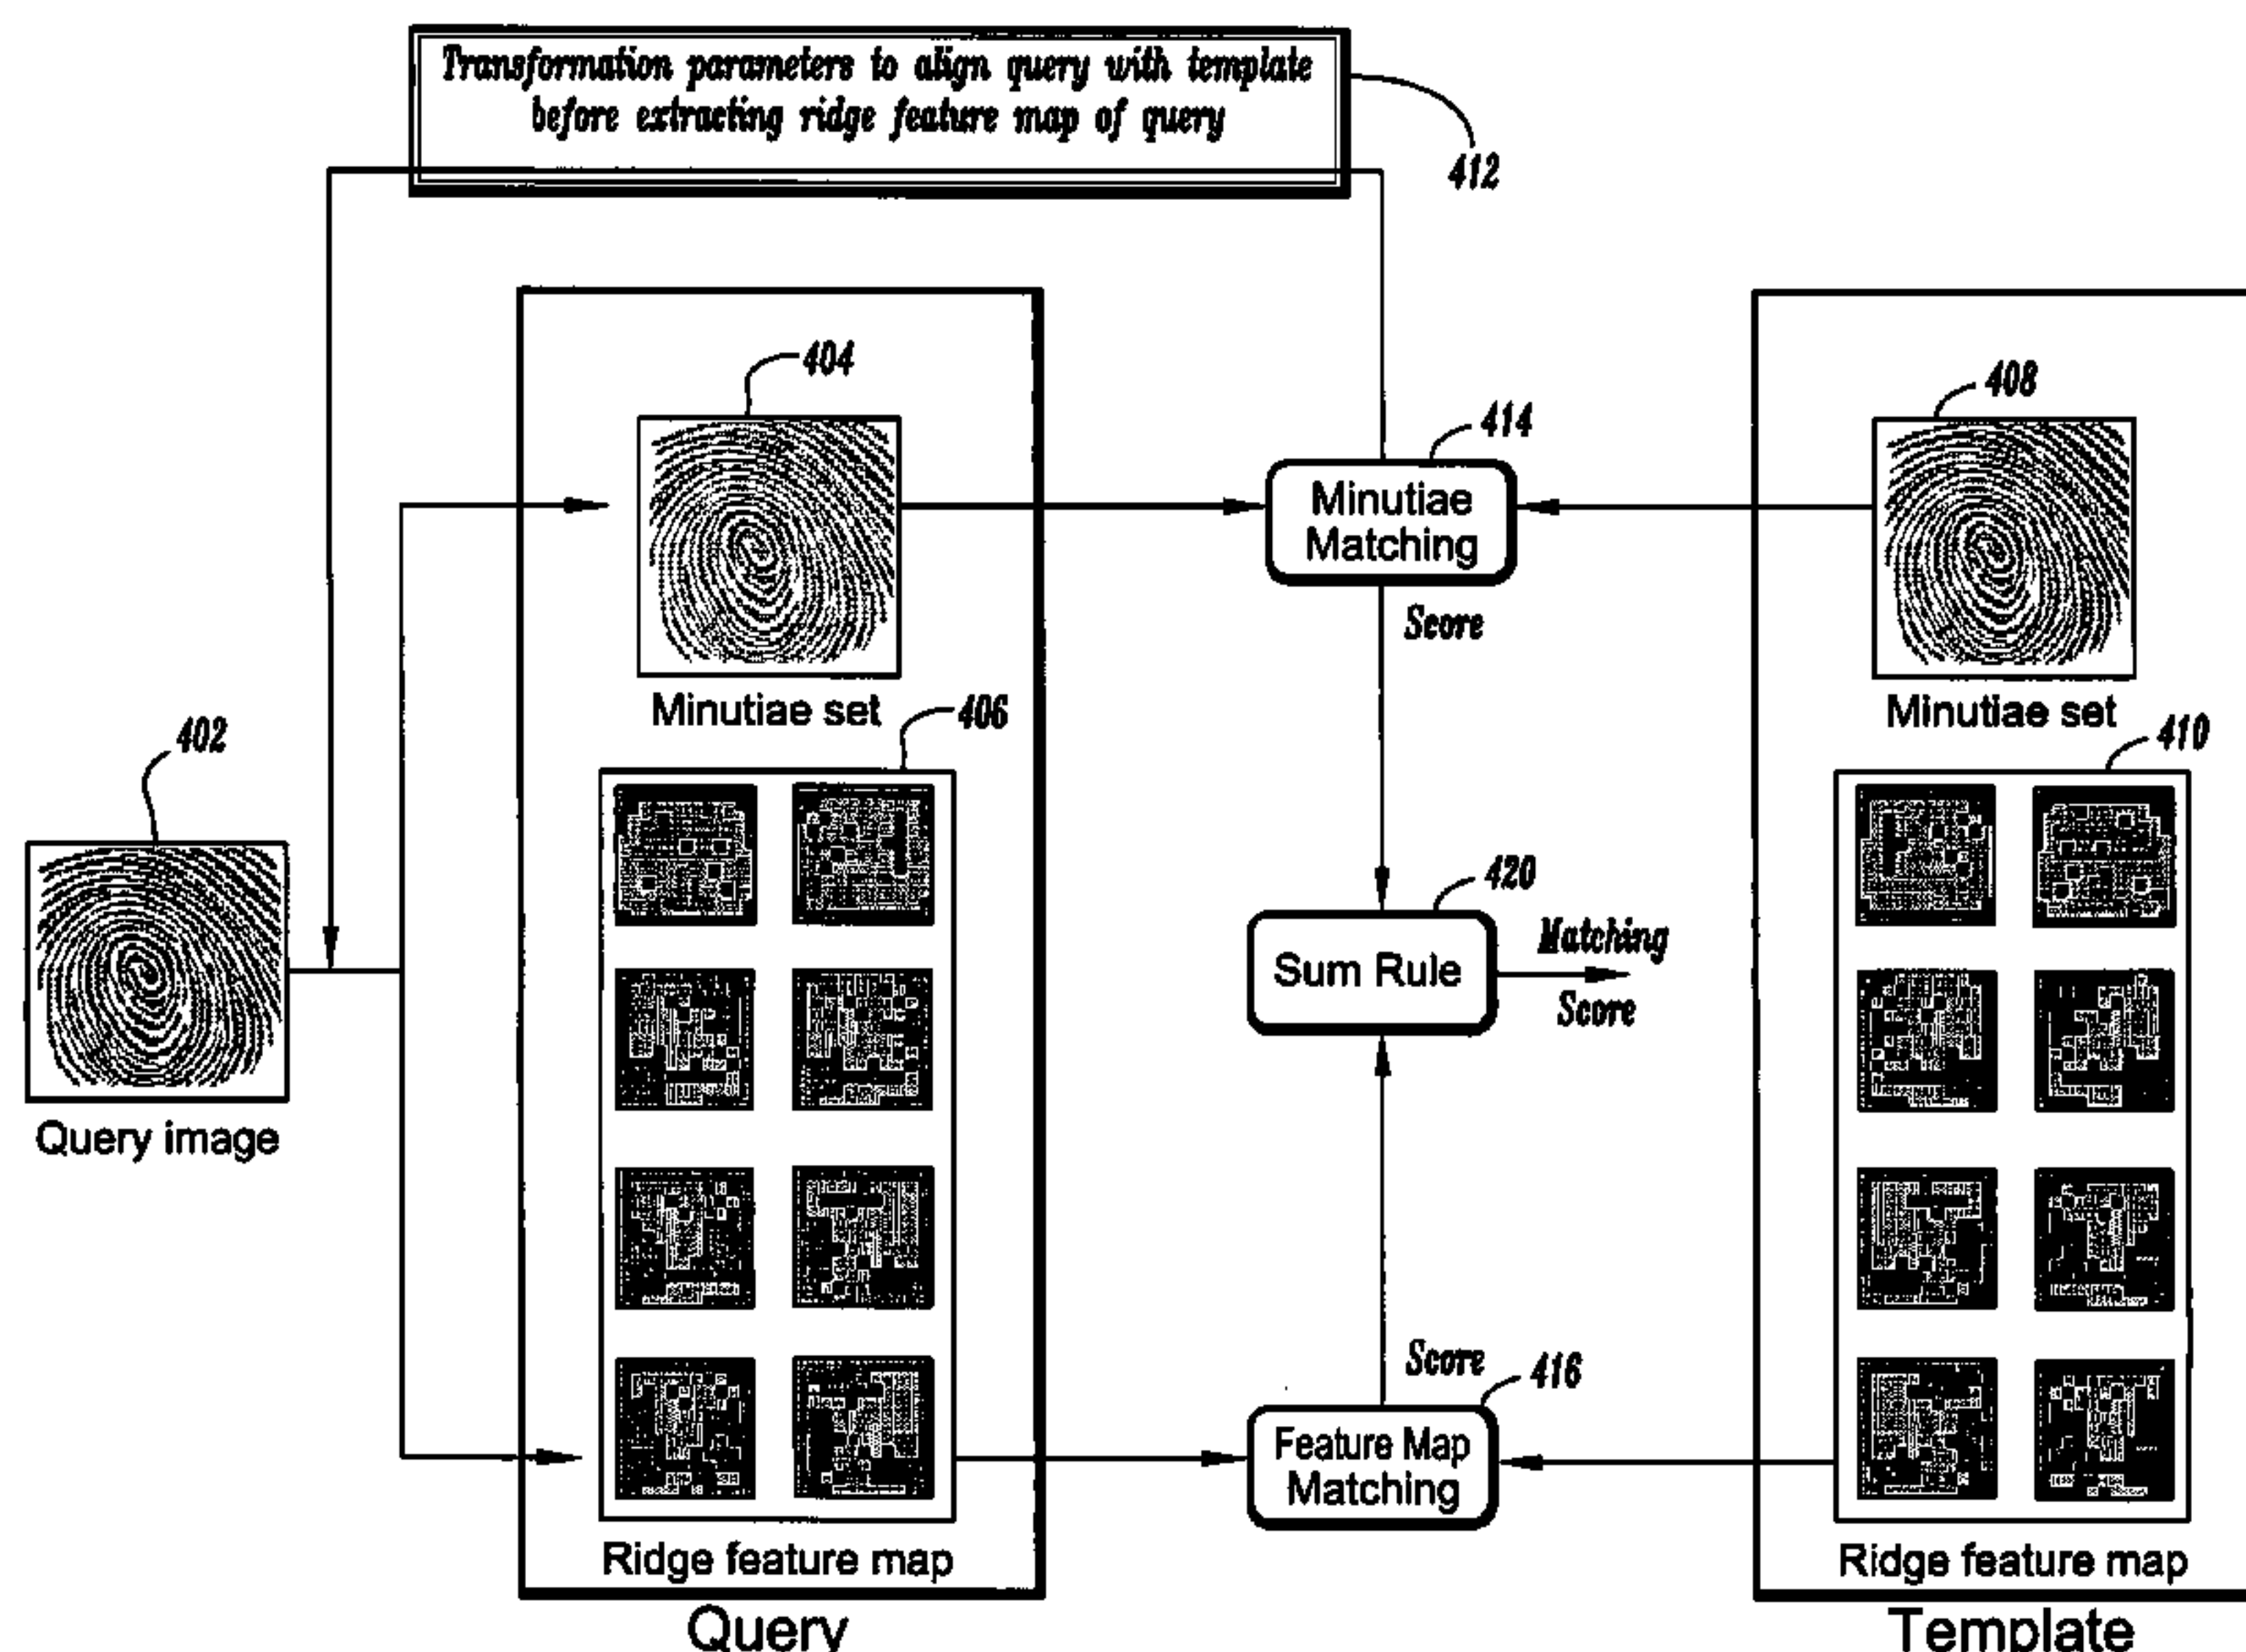 Transformation parameters to align query with template
before extracting ridge feature map of query
412
404
408
414
Minutiae
Matching
Score
Minutiae set
Minutiae set
402
406
410
420
Sum Rule
Matching
Score
Query image
Score
416
Feature Map
Matching
Ridge feature map
Ridge feature map
Query
Template